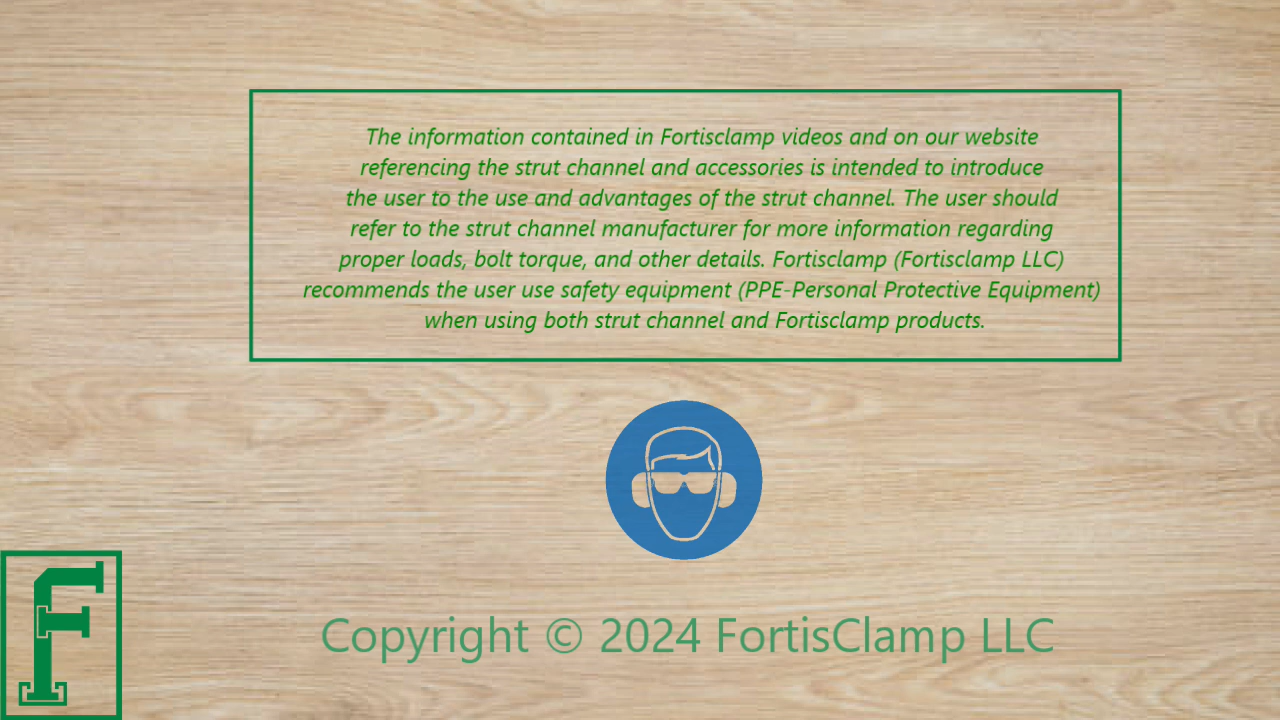 The information contained in Fortisclamp videos and on our website
referencing the strut channel and accessories is intended to introduce
the user to the use and advantages of the strut channel. The user should
refer to the strut channel manufacturer for more information regarding
proper loads, bolt torque, and other details. Fortisclamp (Fortisclamp LLC)
recommends the user use safety equipment (PPE-Personal Protective Equipment)
when using both strut channel and Fortisclamp products.
F
Copyright © 2024 FortisClamp LLC